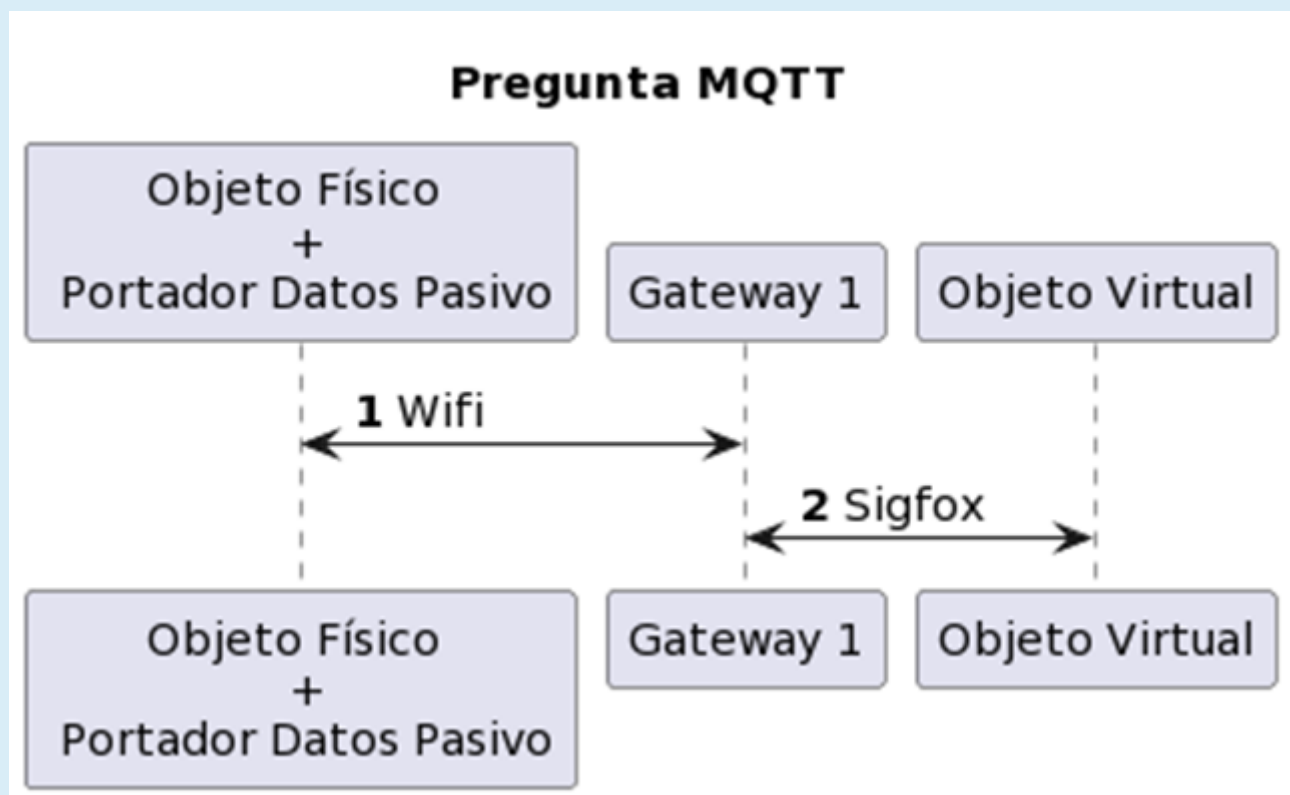 Pregunta MQTT
Objeto Físico
+
Portador Datos Pasivo
Gateway 1
Objeto Virtual
1 Wifi
2 Sigfox
Objeto Físico
+
Portador Datos Pasivo
Gateway 1
Objeto Virtual